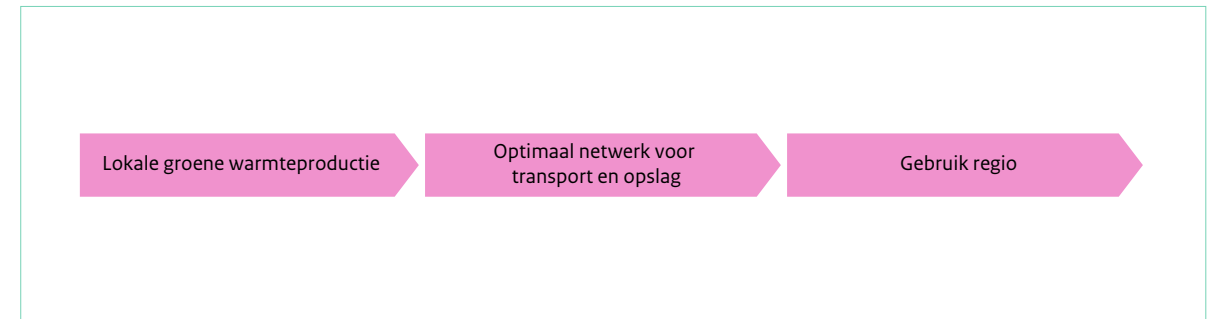 Lokale groene warmteproductie
Optimaal netwerk voor
transport en opslag
Gebruik regio